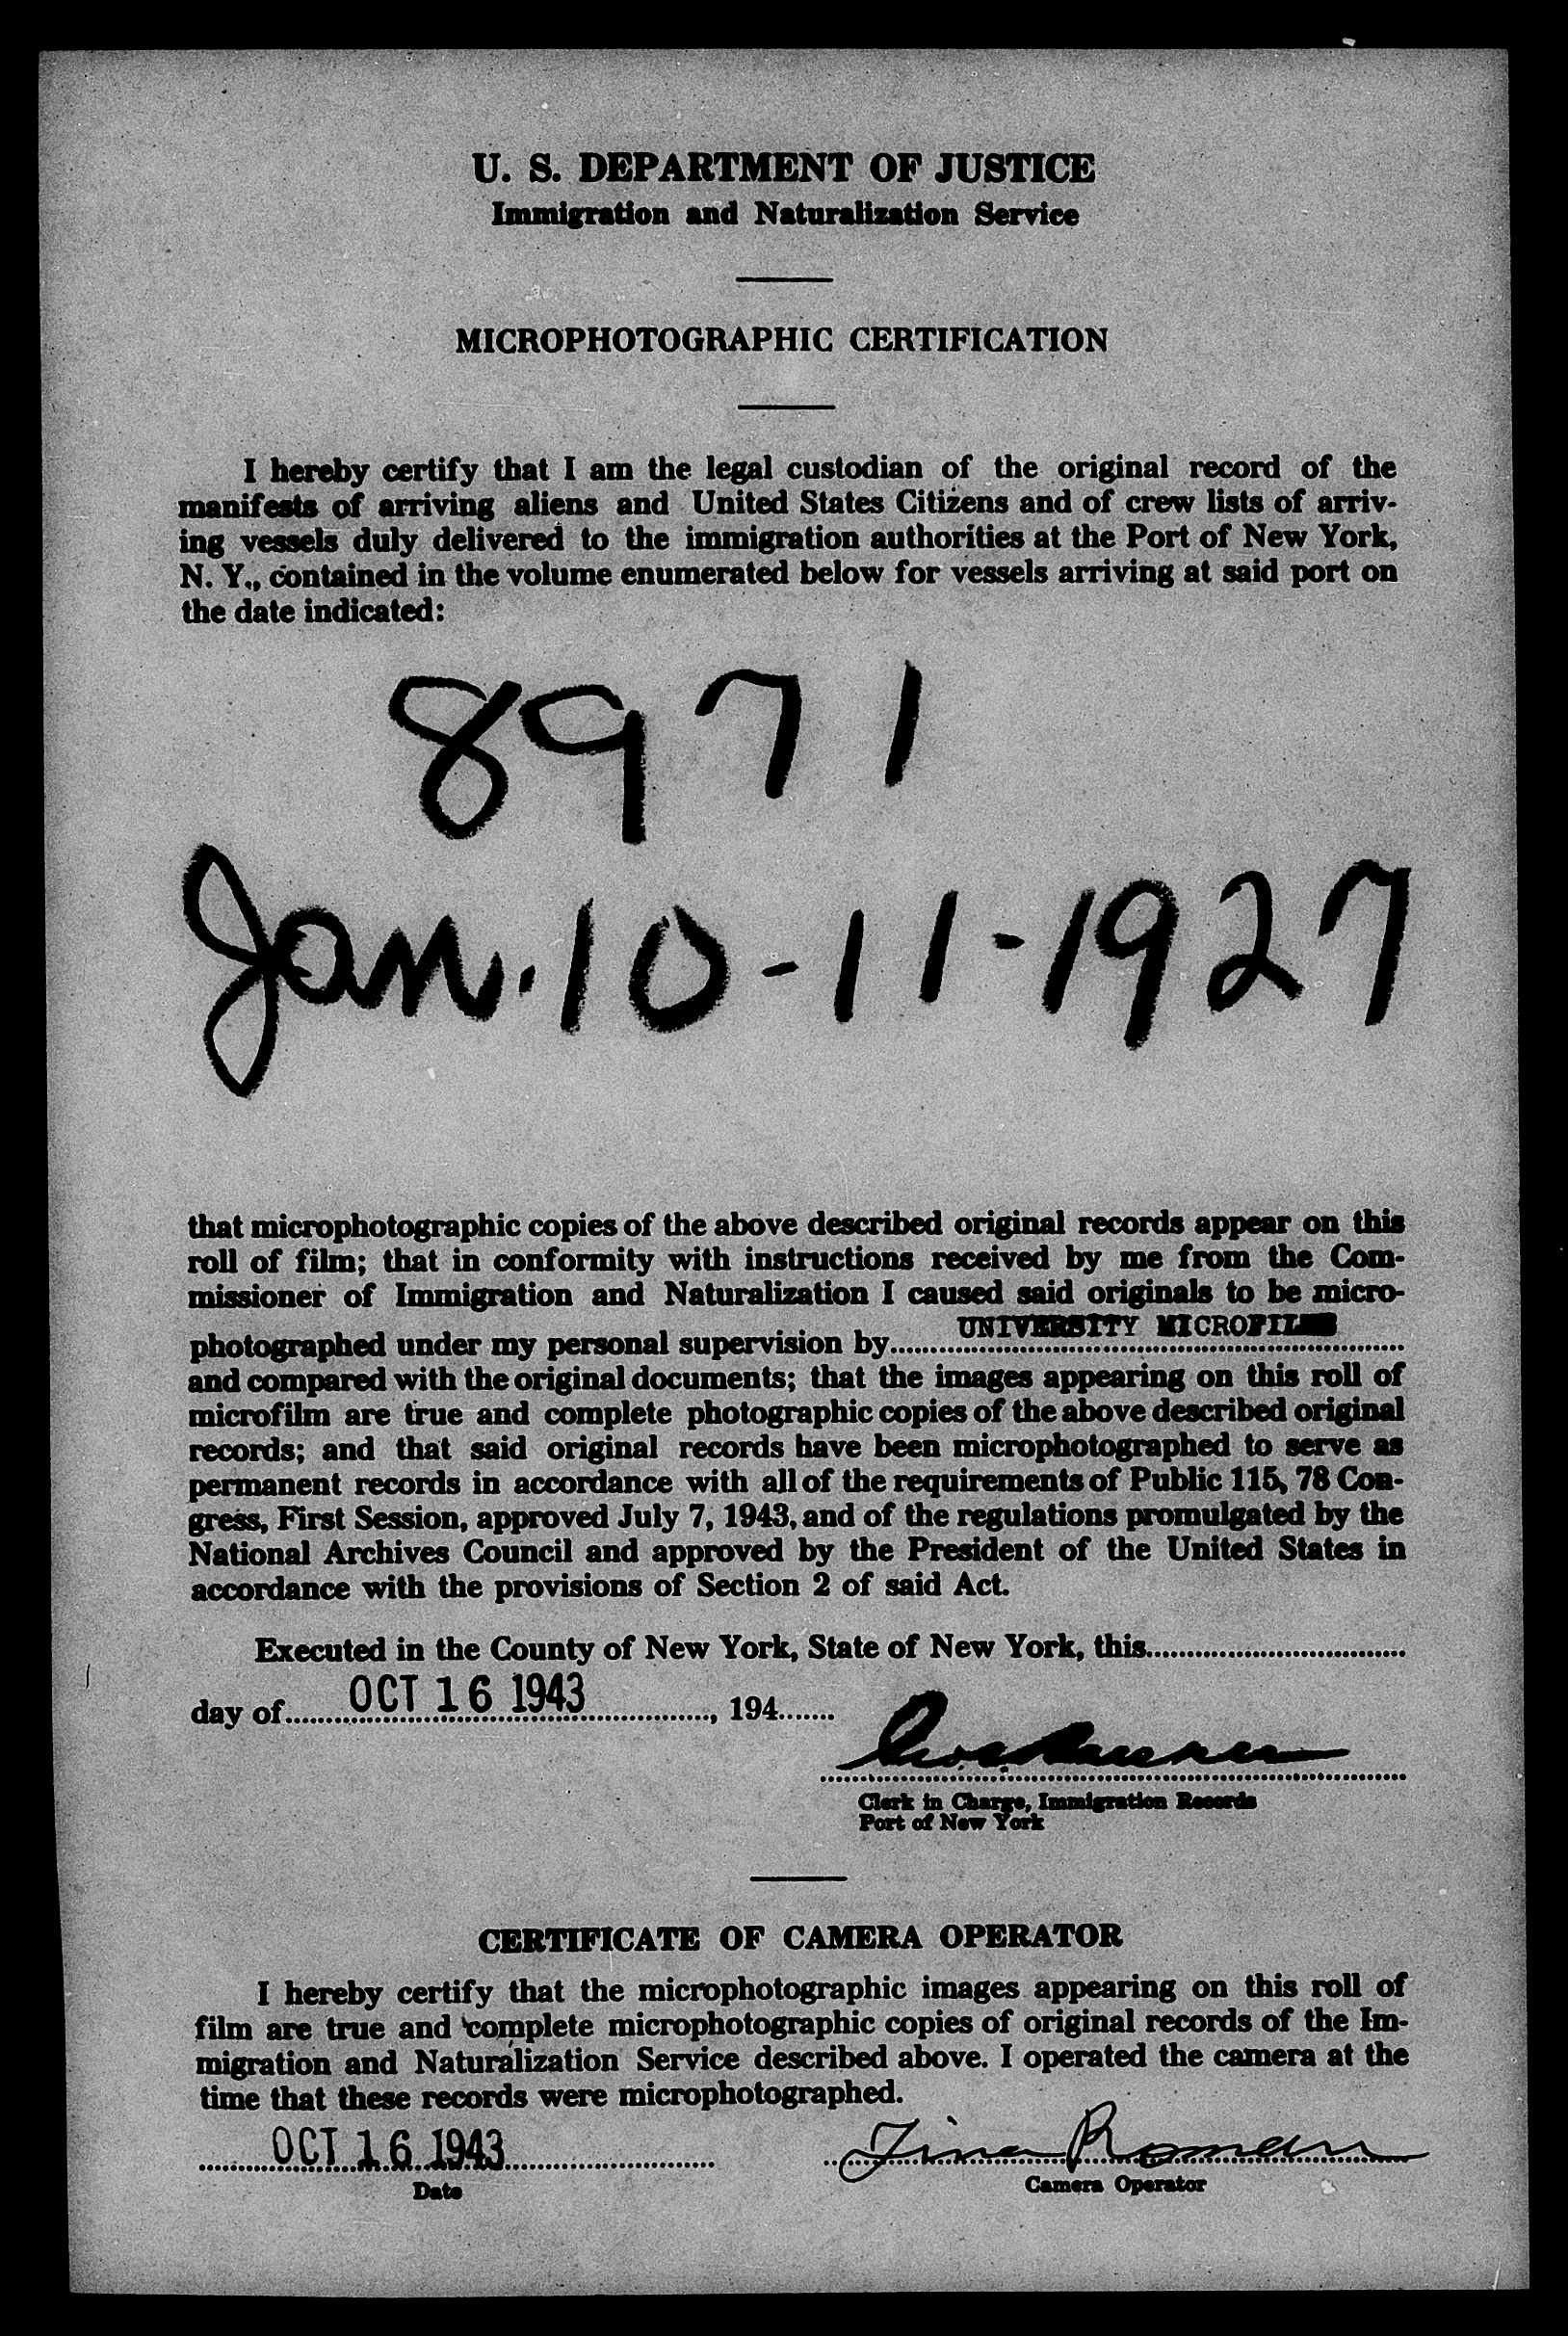 U. S. DEPARTMENT OF JUSTICE
Immigration and Naturalization Service
MICROPHOTOGRAPHIC CERTIFICATION
I hereby certify that I am the legal custodian of the original record of the
manifests of arriving aliens and United States Citizens and of crew lists of arriv-
ing vessels duly delivered to the immigration authorities at the Port of New York,
N. Y., contained in the volume enumerated below for vessels arriving at said port on
the date indicated:
8971
Jan. 10-11-1927
that microphotographic copies of the above described original records appear on this
roll of film; that in conformity with instructions received by me from the Com-
missioner of Immigration and Naturalization I caused said originals to be micro-
photographed under my personal supervision by UNIVERSITY MICROFILMS
and compared with the original documents; that the images appearing on this roll of
microfilm are true and complete photographic copies of the above described original
records; and that said original records have been microphotographed to serve as
permanent records in accordance with all of the requirements of Public 115, 78 Con-
gress, First Session, approved July 7, 1943, and of the regulations promulgated by the
National Archives Council and approved by the President of the United States in
accordance with the provisions of Section 2 of said Act.
Executed in the County of New York, State of New York, this
day of OCT 16 1943, 194
Clerk in Charge, Immigration Records
Port of New York
CERTIFICATE OF CAMERA OPERATOR
I hereby certify that the microphotographic images appearing on this roll of
film are true and complete microphotographic copies of original records of the Im-
migration and Naturalization Service described above. I operated the camera at the
time that these records were microphotographed.
OCT 16 1943 Tina Roman
Date Camera Operator